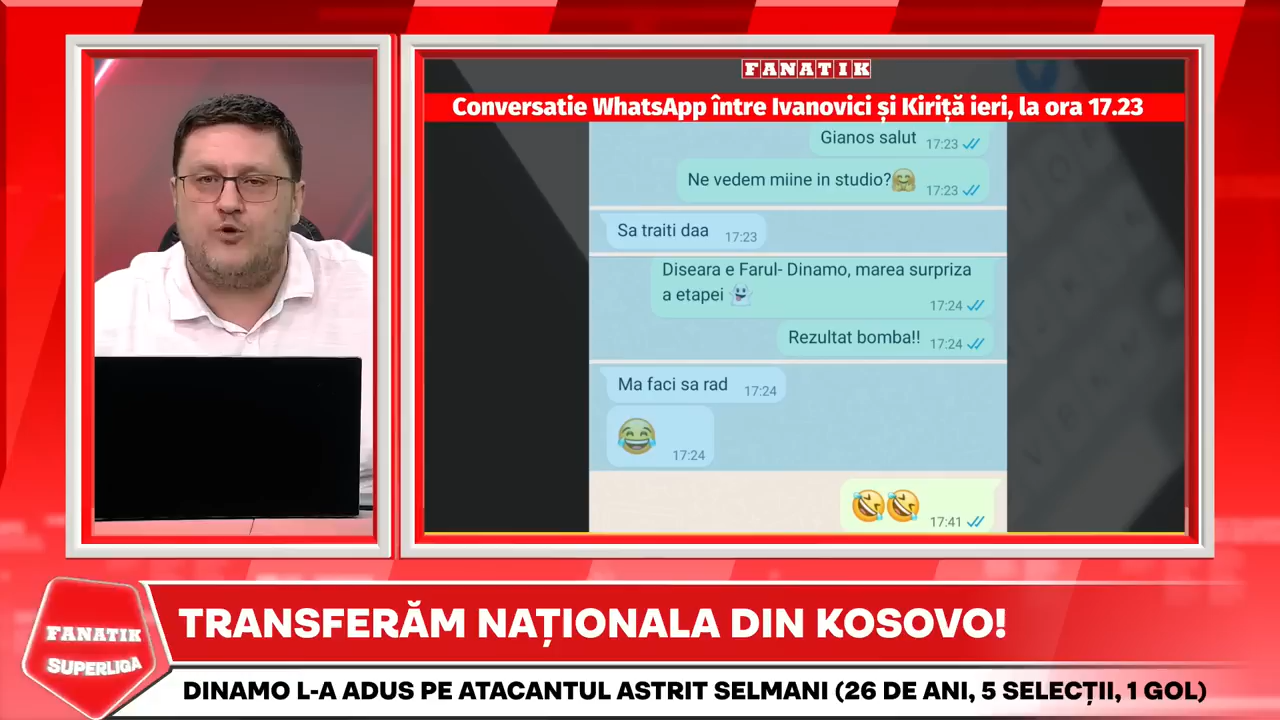 FANATIK
Conversatie WhatsApp între Ivanovici și Kiriță ieri, la ora 17.23
Gianos salut 17:23
Ne vedem miine in studio?🤗 17:23
Sa traiti daa 17:23
Diseara e Farul- Dinamo, marea surpriza
a etapei 👻 17:24
Rezultat bomba!! 17:24
Ma faci sa rad 17:24
😂 17:24
🤣🤣 17:41
TRANSFERĂM NAȚIONALA DIN KOSOVO!
FANATIK
SUPERLIGA
DINAMO L-A ADUS PE ATACANTUL ASTRIT SELMANI (26 DE ANI, 5 SELECȚII, 1 GOL)